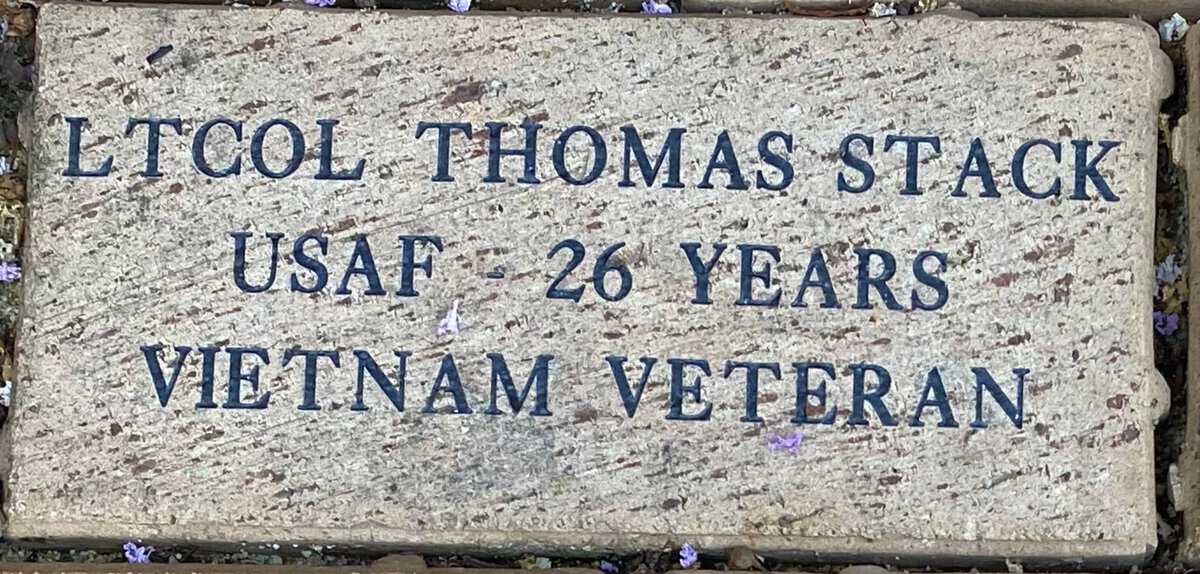 LTCOL THOMAS STACK
USAF - 26 YEARS
VIETNAM VETERAN